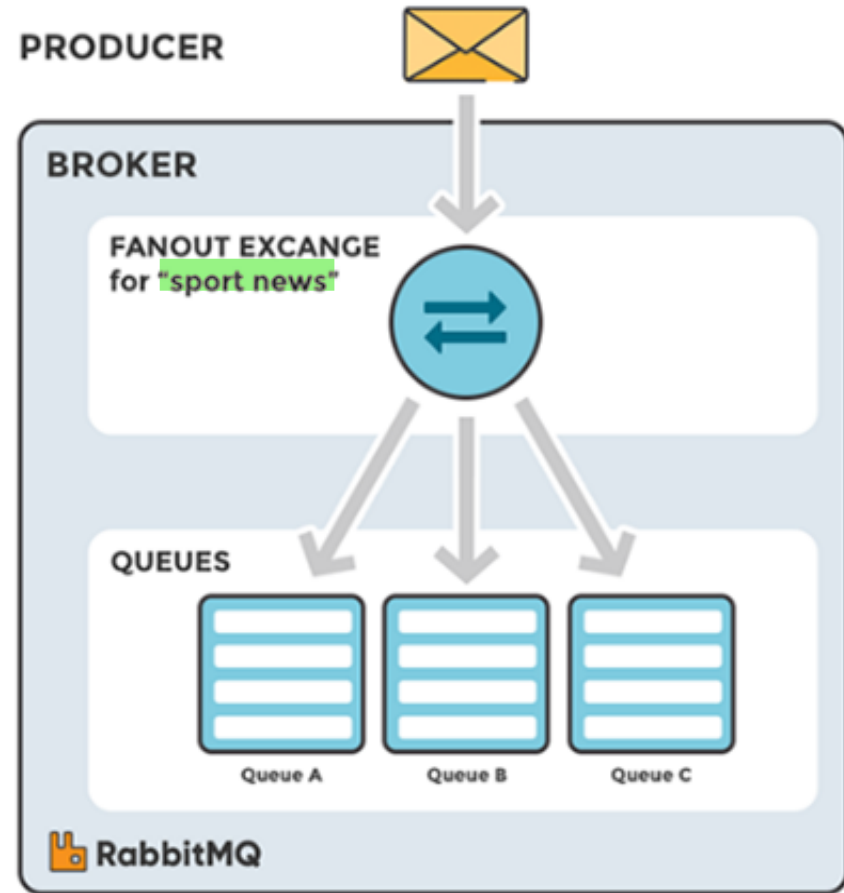 PRODUCER
BROKER
FANOUT EXCANGE
for "sport news"
QUEUES
Queue A
Queue B
Queue C
RabbitMQ